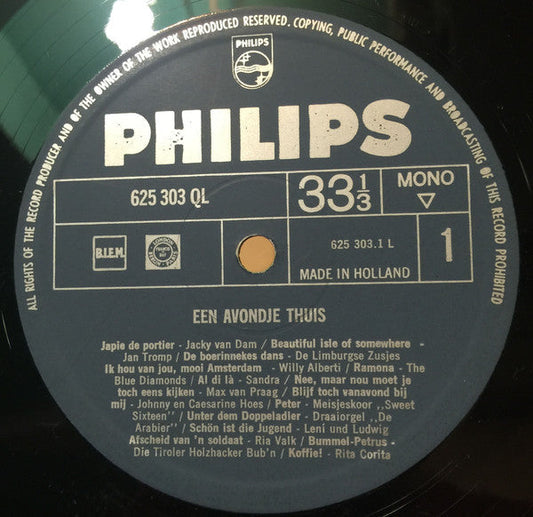 ALL RIGHTS OF THE RECORD PRODUCER AND OF THE OWNER OF THE WORK REPRODUCED RESERVED. COPYING, PUBLIC PERFORMANCE AND BROADCASTING OF THIS RECORD PROHIBITED
PHILIPS
PHILIPS
625 303 QL
33 1/3
MONO
B.I.E.M.
625 303.1 L
1
MADE IN HOLLAND
EEN AVONDJE THUIS
Japie de portier - Jacky van Dam / Beautiful isle of somewhere -
Jan Tromp / De boerinnekes dans - De Limburgse Zusjes
Ik hou van jou, mooi Amsterdam - Willy Alberti / Ramona - The
Blue Diamonds / Al di là - Sandra / Nee, maar nou moet je
toch eens kijken - Max van Praag / Blijf toch vanavond bij
mij - Johnny en Caesarine Hoes / Peter - Meisjeskoor ,,Sweet
Sixteen" / Unter dem Doppeladler - Draaiorgel ,,De
Arabier" / Schön ist die Jugend - Leni und Ludwig
Afscheid van 'n soldaat - Ria Valk / Bummel-Petrus -
Die Tiroler Holzhacker Bub'n / Koffie! - Rita Corita